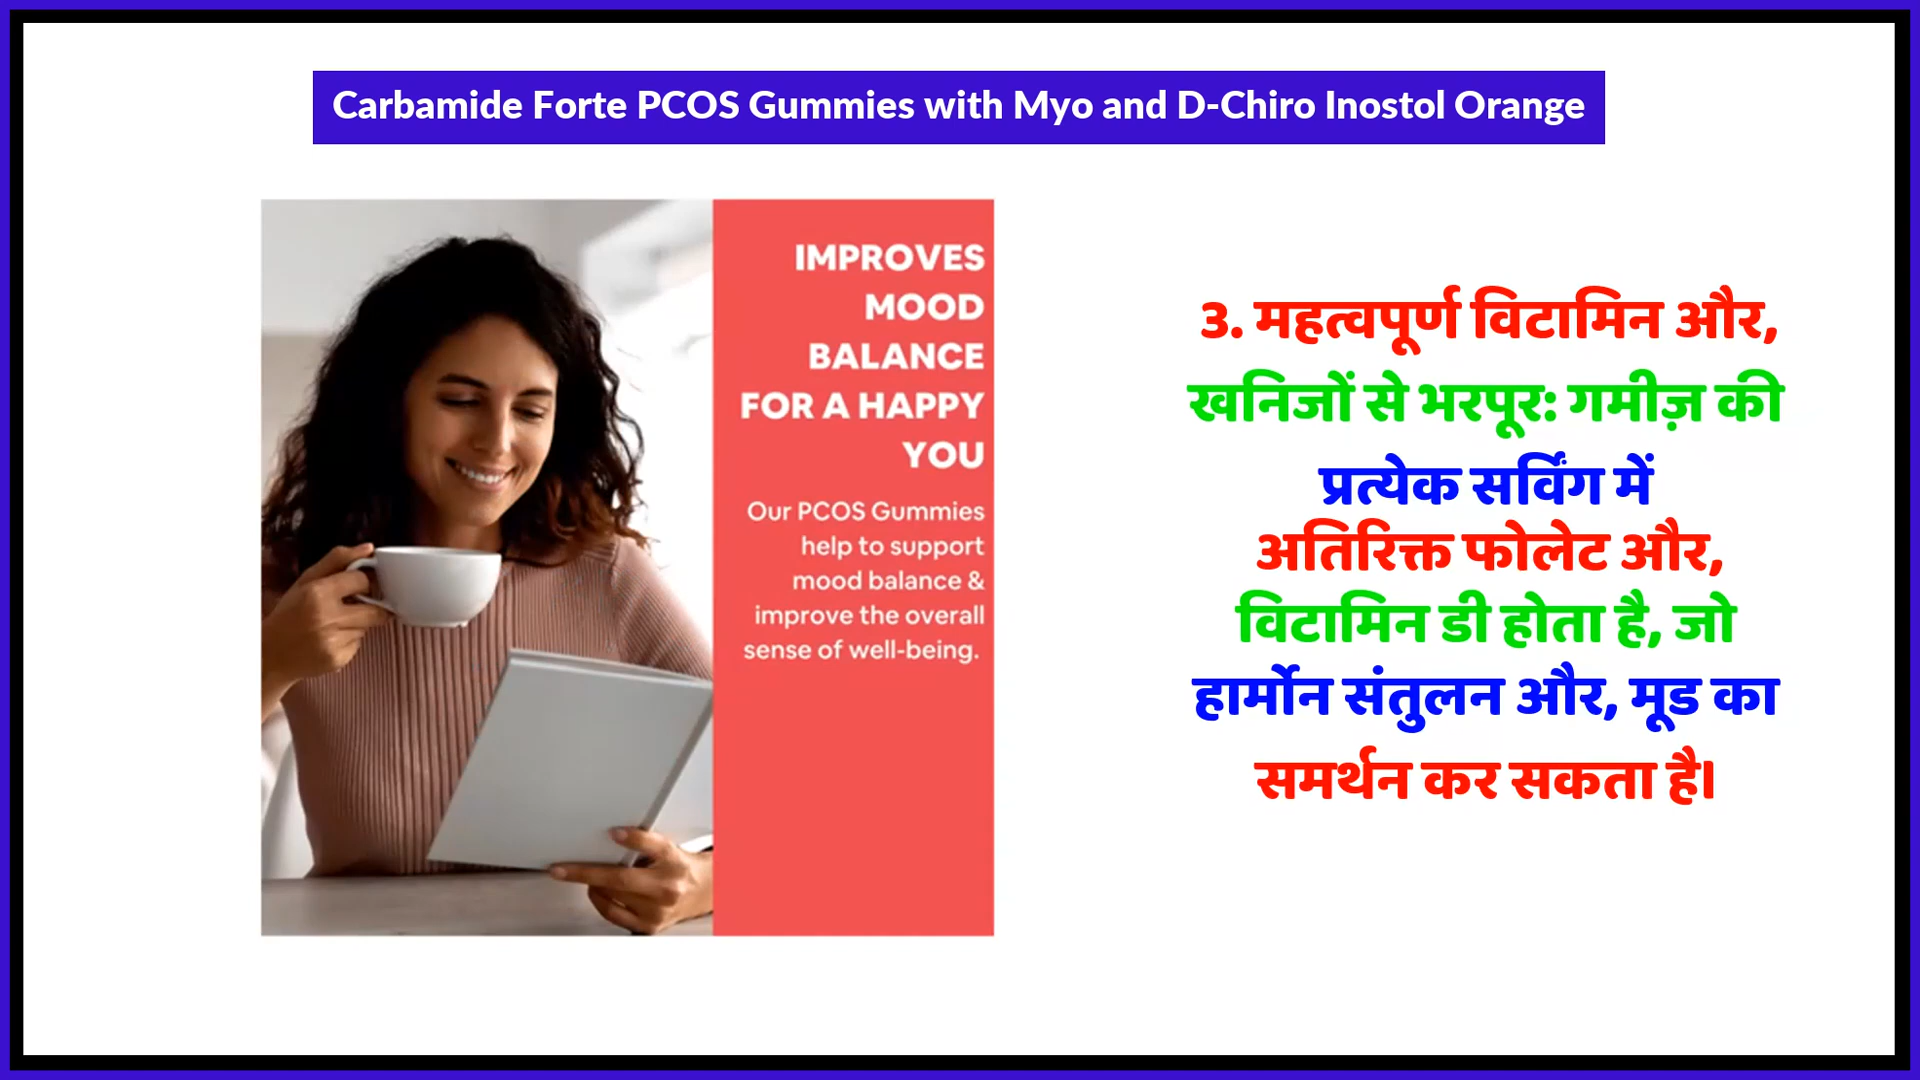 Carbamide Forte PCOS Gummies with Myo and D-Chiro Inostol Orange
IMPROVES
MOOD
BALANCE
FOR A HAPPY
YOU
Our PCOS Gummies
help to support
mood balance &
improve the overall
sense of well-being.
3. महत्वपूर्ण विटामिन और,
खनिजों से भरपूर: गमीज़ की
प्रत्येक सर्विंग में
अतिरिक्त फोलेट और,
विटामिन डी होता है, जो
हार्मोन संतुलन और, मूड का
समर्थन कर सकता है।